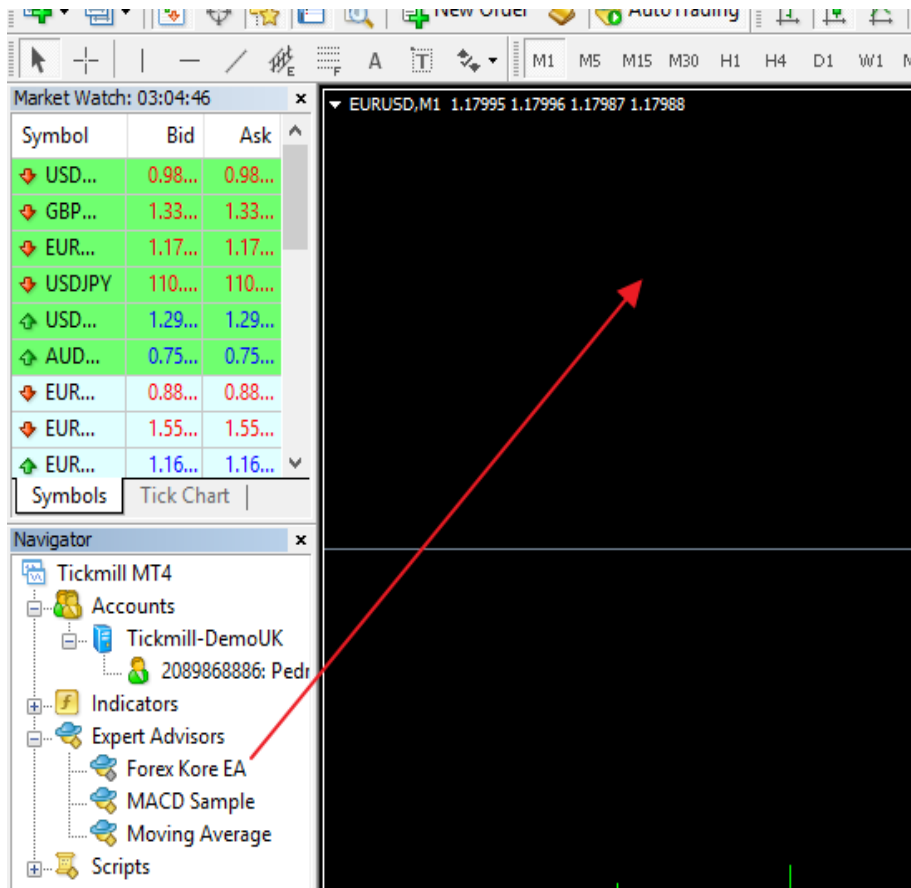 New Order AutoTrading
A T E F M1 M5 M15 M30 H1 H4 D1 W1
Market Watch: 03:04:46
EURUSD,M1 1.17995 1.17996 1.17987 1.17988
Symbol Bid Ask
USD... 0.98... 0.98...
GBP... 1.33... 1.33...
EUR... 1.17... 1.17...
USDJPY 110.... 110....
USD... 1.29... 1.29...
AUD... 0.75... 0.75...
EUR... 0.88... 0.88...
EUR... 1.55... 1.55...
EUR... 1.16... 1.16...
Symbols Tick Chart
Navigator
Tickmill MT4
Accounts
Tickmill-DemoUK
2089868886: Pedr
Indicators
Expert Advisors
Forex Kore EA
MACD Sample
Moving Average
Scripts